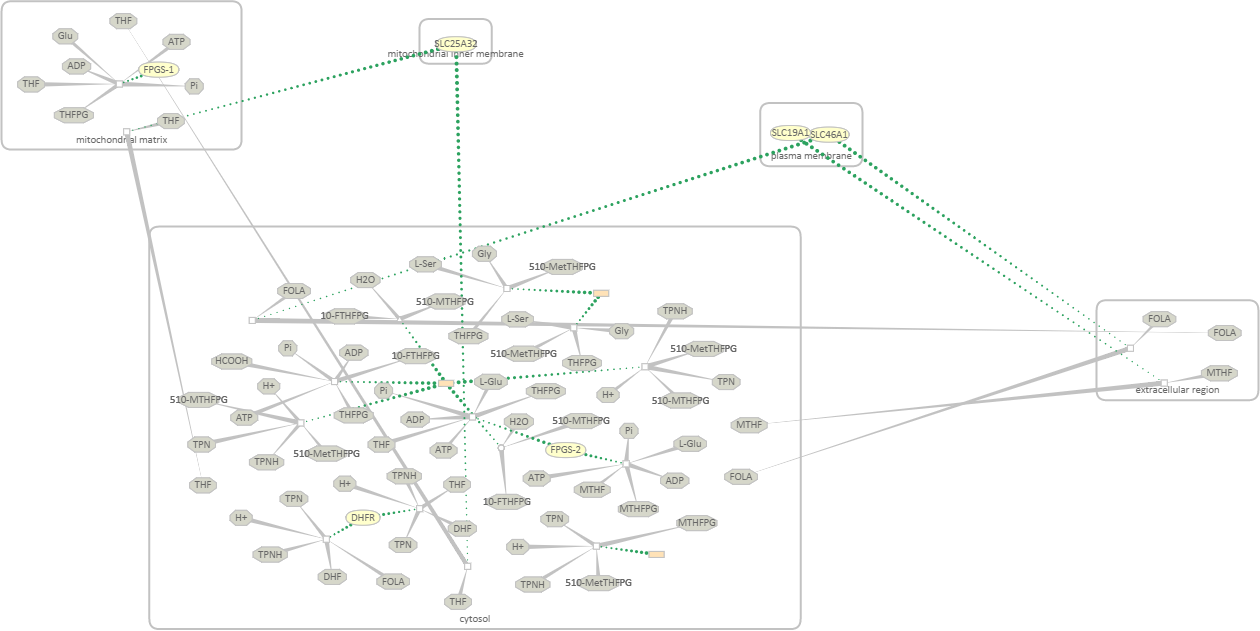 THF
Glu
ATP
ADP
FPGS-1
THF
Pi
THFPG
THF
mitochondrial matrix
SLC25A32
mitochondrial inner membrane
SLC19A1
SLC46A1
plasma membrane
Gly
L-Ser
510-MetTHFPG
H2O
FOLA
510-MTHFPG
10-FTHFPG
L-Ser
TPNH
THFPG
Gly
FOLA
FOLA
Pi
ADP
10-FTHFPG
510-MetTHFPG
510-MetTHFPG
HCOOH
THFPG
MTHF
H+
Pi
L-Glu
THFPG
TPN
extracellular region
510-MTHFPG
H+
510-MTHFPG
ATP
THFPG
ADP
H2O
510-MTHFPG
MTHF
TPN
THF
ATP
Pi
L-Glu
510-MetTHFPG
FPGS-2
TPNH
THF
H+
TPNH
THF
ATP
ADP
FOLA
MTHF
TPN
10-FTHFPG
MTHFPG
H+
DHFR
DHF
TPN
MTHFPG
TPNH
TPN
H+
DHF
FOLA
TPNH
510-MetTHFPG
THF
cytosol